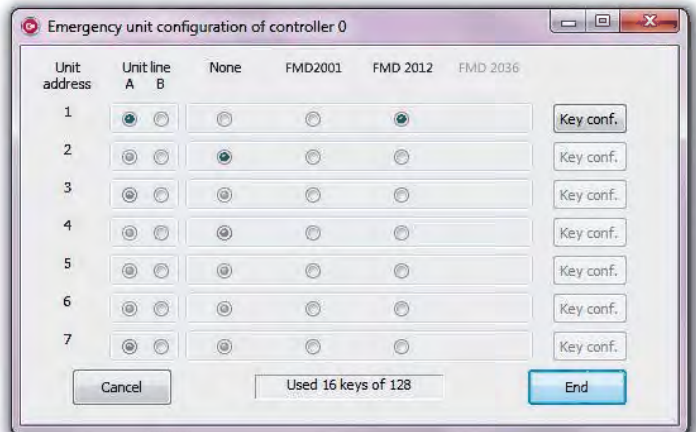 Emergency unit configuration of controller 0
Unit address Unit line A B None FMD2001 FMD 2012 FMD 2036
1 Key conf.
2 Key conf.
3 Key conf.
4 Key conf.
5 Key conf.
6 Key conf.
7 Key conf.
Cancel Used 16 keys of 128 End